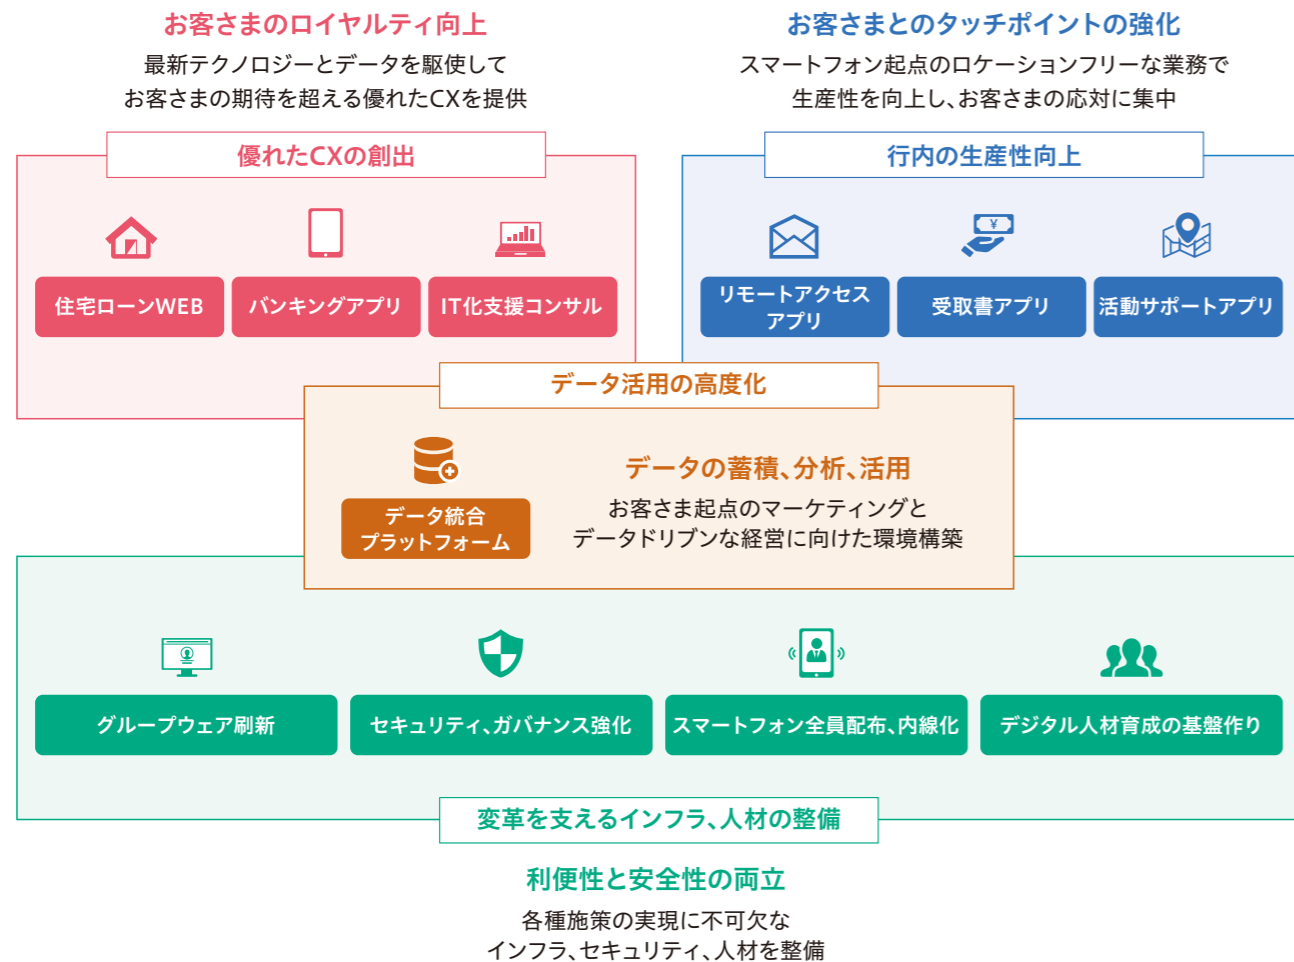 お客さまのロイヤルティ向上
最新テクノロジーとデータを駆使して
お客さまの期待を超える優れたCXを提供
優れたCXの創出
住宅ローンWEB
バンキングアプリ
IT化支援コンサル
お客さまとのタッチポイントの強化
スマートフォン起点のロケーションフリーな業務で
生産性を向上し、お客さまの応対に集中
行内の生産性向上
¥
リモートアクセス
アプリ
受取書アプリ
活動サポートアプリ
データ活用の高度化
データ統合
プラットフォーム
データの蓄積、分析、活用
お客さま起点のマーケティングと
データドリブンな経営に向けた環境構築
グループウェア刷新
セキュリティ、ガバナンス強化
スマートフォン全員配布、内線化
デジタル人材育成の基盤作り
変革を支えるインフラ、人材の整備
利便性と安全性の両立
各種施策の実現に不可欠な
インフラ、セキュリティ、人材を整備